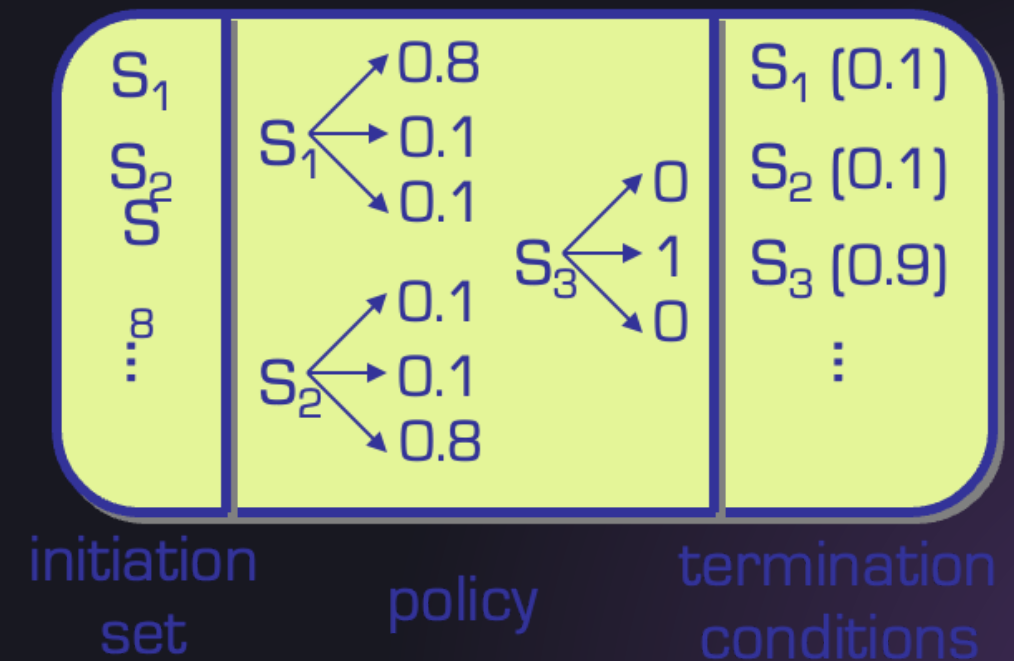 S₁
S₂
S
8
⋮
S₁
0.8
0.1
0.1
S₂
0.1
0.1
0.8
S₃
0
1
0
S₁ (0.1)
S₂ (0.1)
S₃ (0.9)
⋮
initiation
set
policy
termination
conditions